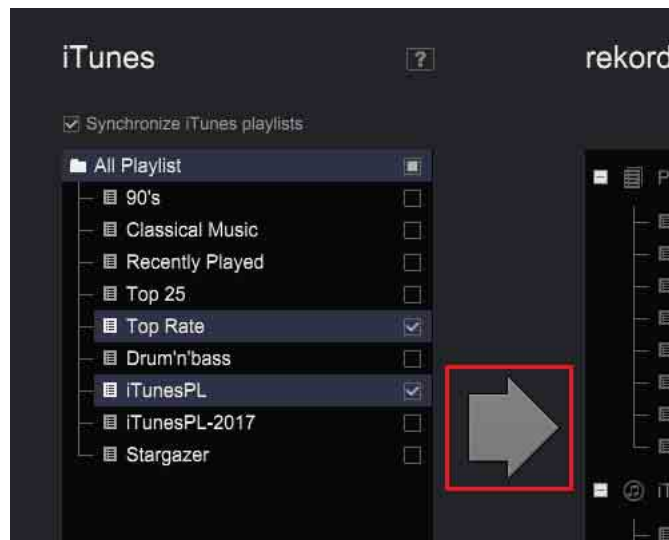 iTunes
?
rekord
Synchronize iTunes playlists
All Playlist
90's
Classical Music
Recently Played
Top 25
Top Rate
Drum'n'bass
iTunesPL
iTunesPL-2017
Stargazer
P
iT